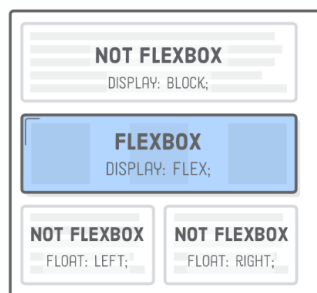 NOT FLEXBOX
DISPLAY: BLOCK;
FLEXBOX
DISPLAY: FLEX;
NOT FLEXBOX
FLOAT: LEFT;
NOT FLEXBOX
FLOAT: RIGHT;